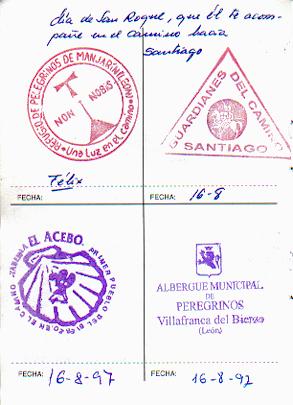 día de San Roque, que él te acom-
pañe en el Camino hacia
Santiago
REFUGIO DE PEREGRINOS DE MANJARIN (LEON)
NON NOBIS
Una Luz en el Camino
GUARDIANES DEL CAMINO
SANTIAGO
Félix
FECHA:
FECHA: 16-8
EL ACEBO
PRIMER PUEBLO DEL BIERZO, EN EL CAMINO
ALBERGUE MUNICIPAL
DE
PEREGRINOS
Villafranca del Bierzo
(León)
FECHA: 16-8-97
FECHA: 16-8-97